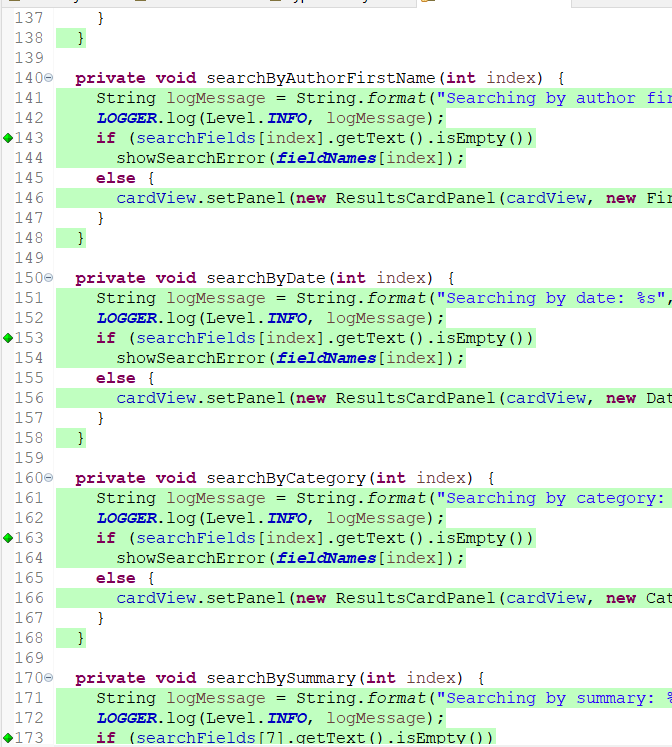 137 }
138 }
139
140 private void searchByAuthorFirstName(int index) {
141 String logMessage = String.format("Searching by author fir
142 LOGGER.log(Level.INFO, logMessage);
143 if (searchFields[index].getText().isEmpty())
144 showSearchError(fieldNames[index]);
145 else {
146 cardView.setPanel(new ResultsCardPanel(cardView, new Fir
147 }
148 }
149
150 private void searchByDate(int index) {
151 String logMessage = String.format("Searching by date: %s",
152 LOGGER.log(Level.INFO, logMessage);
153 if (searchFields[index].getText().isEmpty())
154 showSearchError(fieldNames[index]);
155 else {
156 cardView.setPanel(new ResultsCardPanel(cardView, new Dat
157 }
158 }
159
160 private void searchByCategory(int index) {
161 String logMessage = String.format("Searching by category:
162 LOGGER.log(Level.INFO, logMessage);
163 if (searchFields[index].getText().isEmpty())
164 showSearchError(fieldNames[index]);
165 else {
166 cardView.setPanel(new ResultsCardPanel(cardView, new Cat
167 }
168 }
169
170 private void searchBySummary(int index) {
171 String logMessage = String.format("Searching by summary: %
172 LOGGER.log(Level.INFO, logMessage);
173 if (searchFields[7].getText().isEmpty())